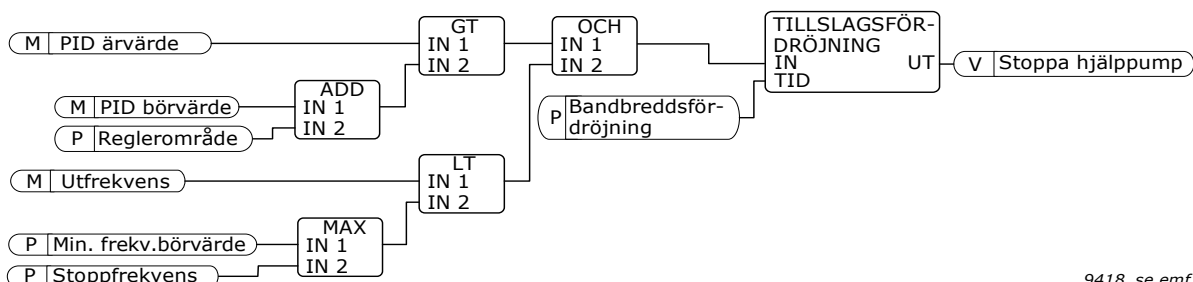 M PID ärvärde
GT
IN 1
IN 2
OCH
IN 1
IN 2
TILLSLAGSFÖR-
DRÖJNING
IN
TID
UT
V Stoppa hjälppump
M PID börvärde
P Reglerområde
ADD
IN 1
IN 2
P Bandbreddsför-
dröjning
M Utfrekvens
LT
IN 1
IN 2
P Min. frekv.börvärde
P Stoppfrekvens
MAX
IN 1
IN 2
9418_se.emf